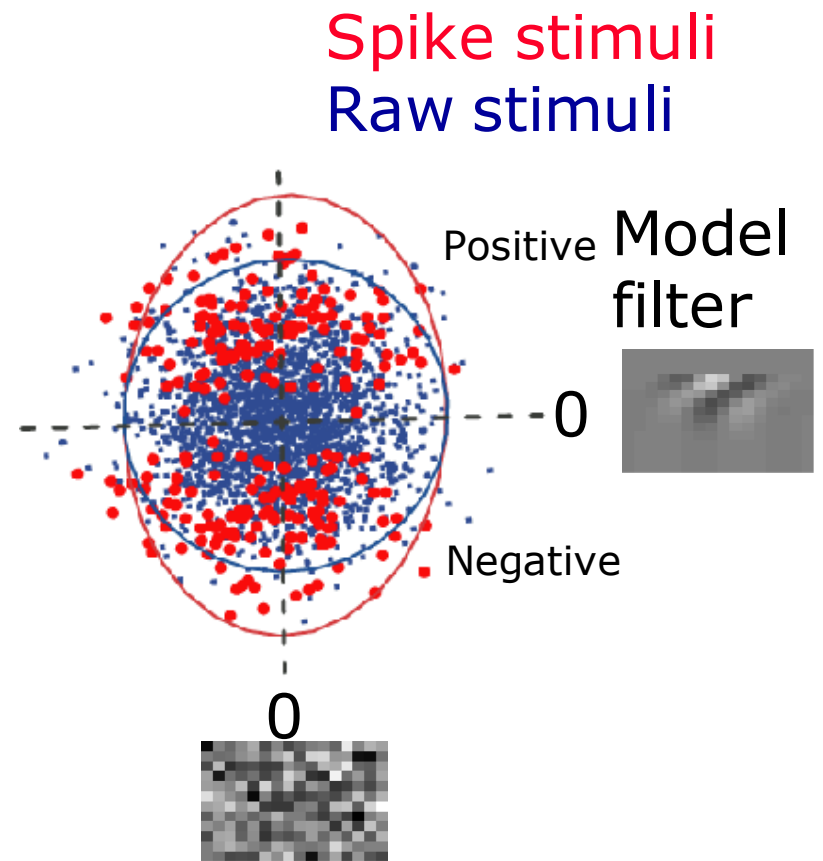 Spike stimuli
Raw stimuli
Positive
Model
filter
0
Negative
0